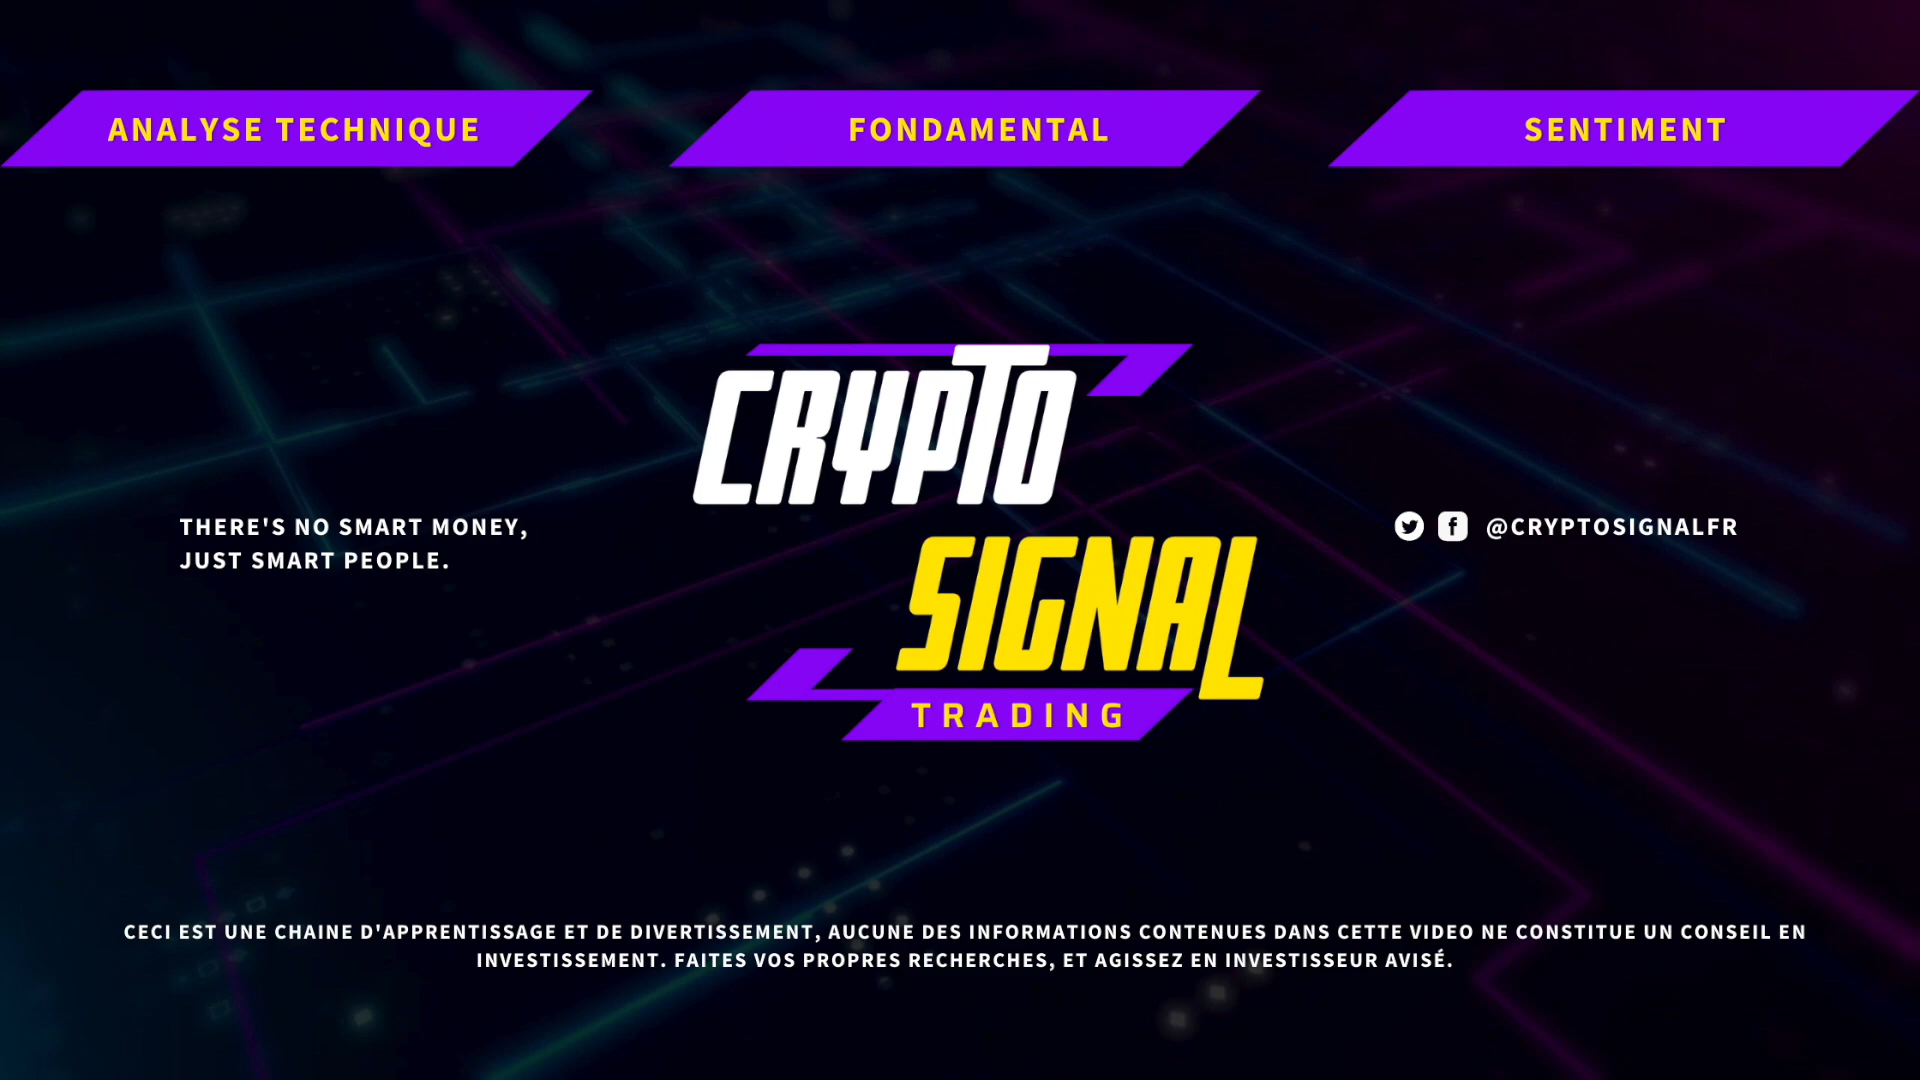 ANALYSE TECHNIQUE
FONDAMENTAL
SENTIMENT
CRYPTO
SIGNAL
TRADING
THERE'S NO SMART MONEY,
JUST SMART PEOPLE.
@CRYPTOSIGNALFR
CECI EST UNE CHAINE D'APPRENTISSAGE ET DE DIVERTISSEMENT, AUCUNE DES INFORMATIONS CONTENUES DANS CETTE VIDEO NE CONSTITUE UN CONSEIL EN
INVESTISSEMENT. FAITES VOS PROPRES RECHERCHES, ET AGISSEZ EN INVESTISSEUR AVISÉ.